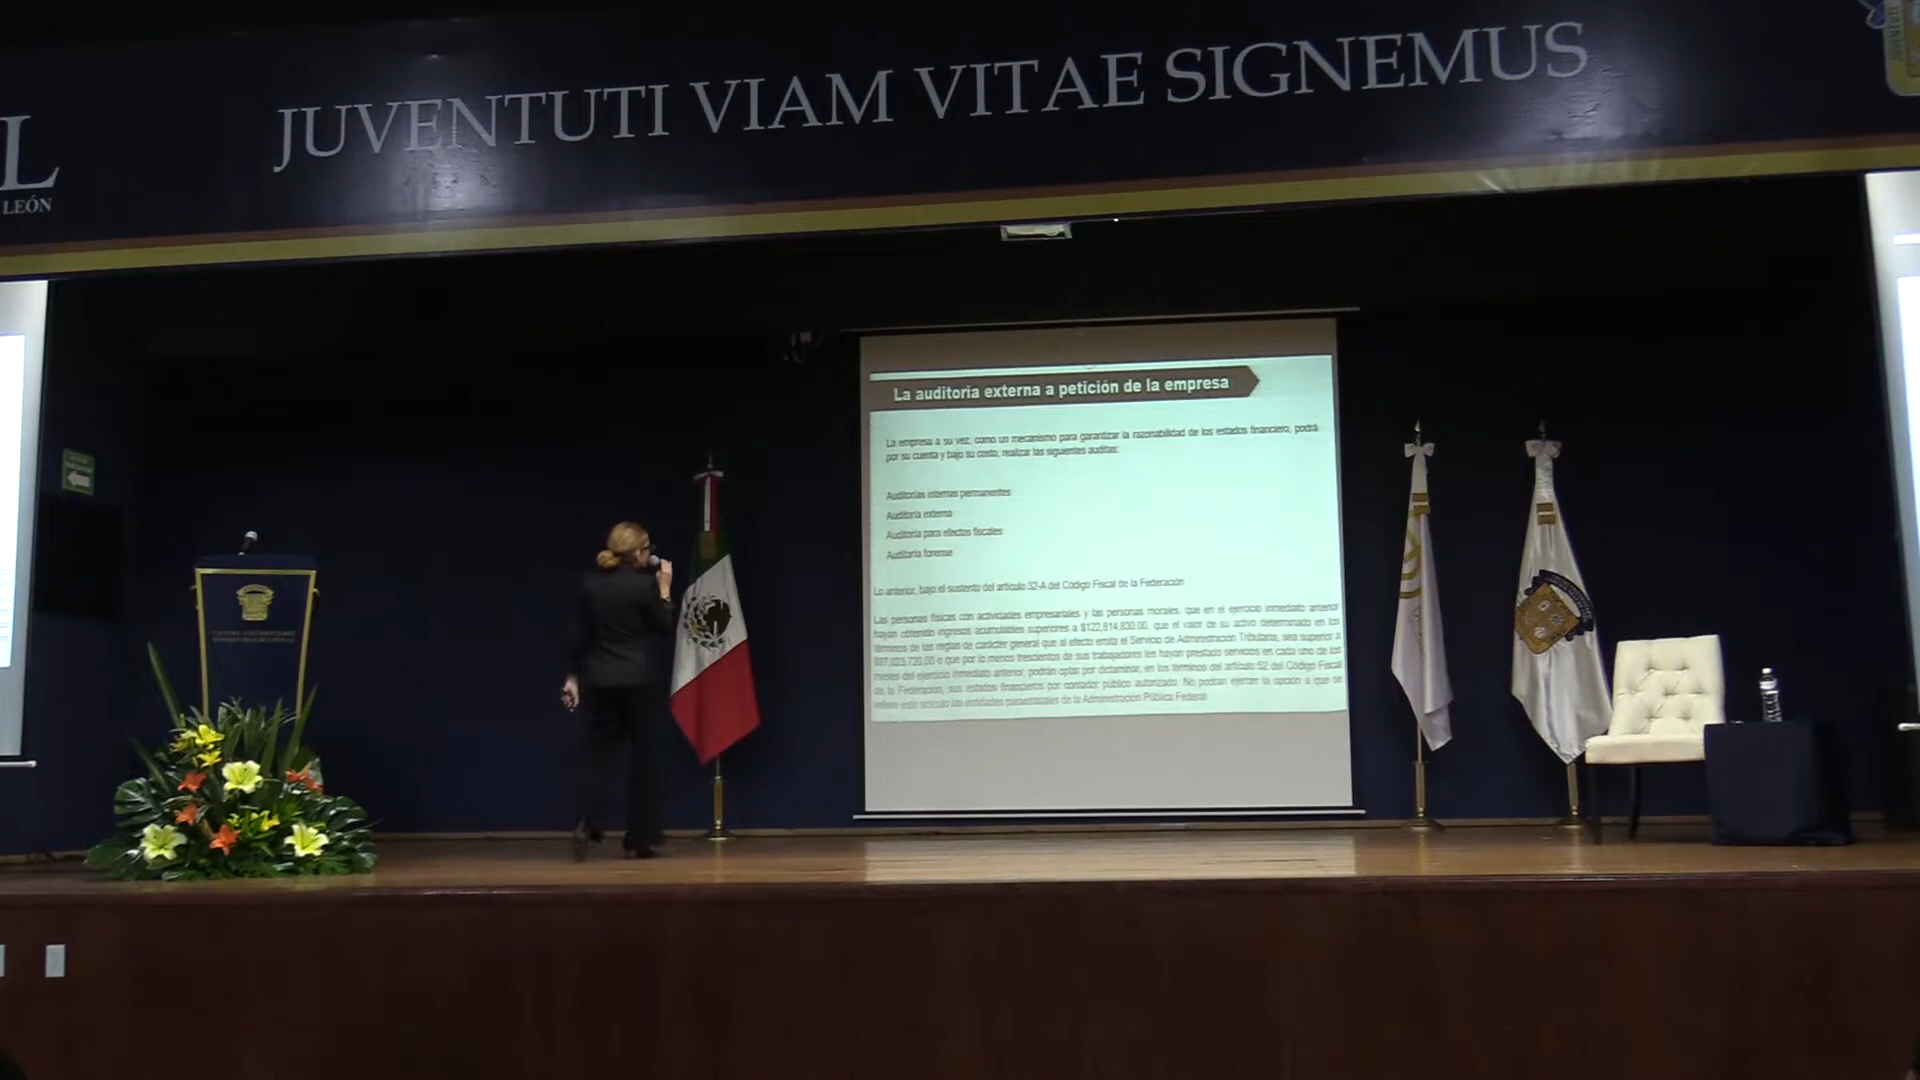 JUVENTUTI VIAM VITAE SIGNEMUS
L
LEÓN
La auditoria externa a petición de la empresa
La empresa a su vez, como un mecanismo para garantizar la razonabilidad de los estados financiero, podrá
por su cuenta y bajo su costo, realizar las siguientes auditas:
Auditorías internas permanentes
Auditoría externa
Auditoría para efectos fiscales
Auditaría forense
Lo anterior, bajo el sustento del artículo 32-A del Código Fiscal de la Federación
Las personas físicas con actividades empresariales y las personas morales, que en el ejercicio inmediato anterior
hayan obtenido ingresos acumulables superiores a $122,814,830.00, que el valor de su activo determinado en los
términos de las reglas de carácter general que al efecto emita el Servicio de Administración Tributaria, sea superior a
$97,023,720.00 o que por lo menos trescientos de sus trabajadores les hayan prestado servicios en cada uno de los
meses del ejercicio inmediato anterior, podrán optar por dictaminar, en los términos del artículo 52 del Código Fiscal
de la Federación, sus estados financieros por contador público autorizado. No podrán ejercer la opción a que se
refiere este artículo las entidades paraestatales de la Administración Pública Federal.